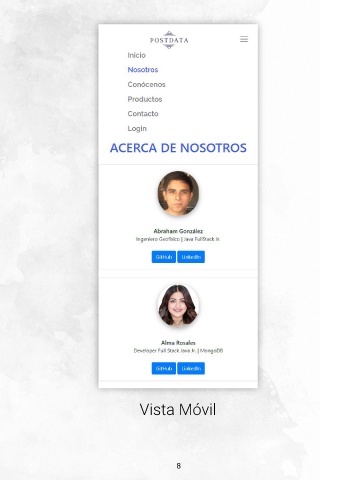 POSTDATA
Inicio
Nosotros
Conócenos
Productos
Contacto
Login
ACERCA DE NOSOTROS
Abraham González
Ingeniero Geofísico | Java FullStack Jr.
GitHub LinkedIn
Alma Rosales
Developer Full Stack Java Jr. | MongoDB
GitHub LinkedIn
Vista Móvil
8